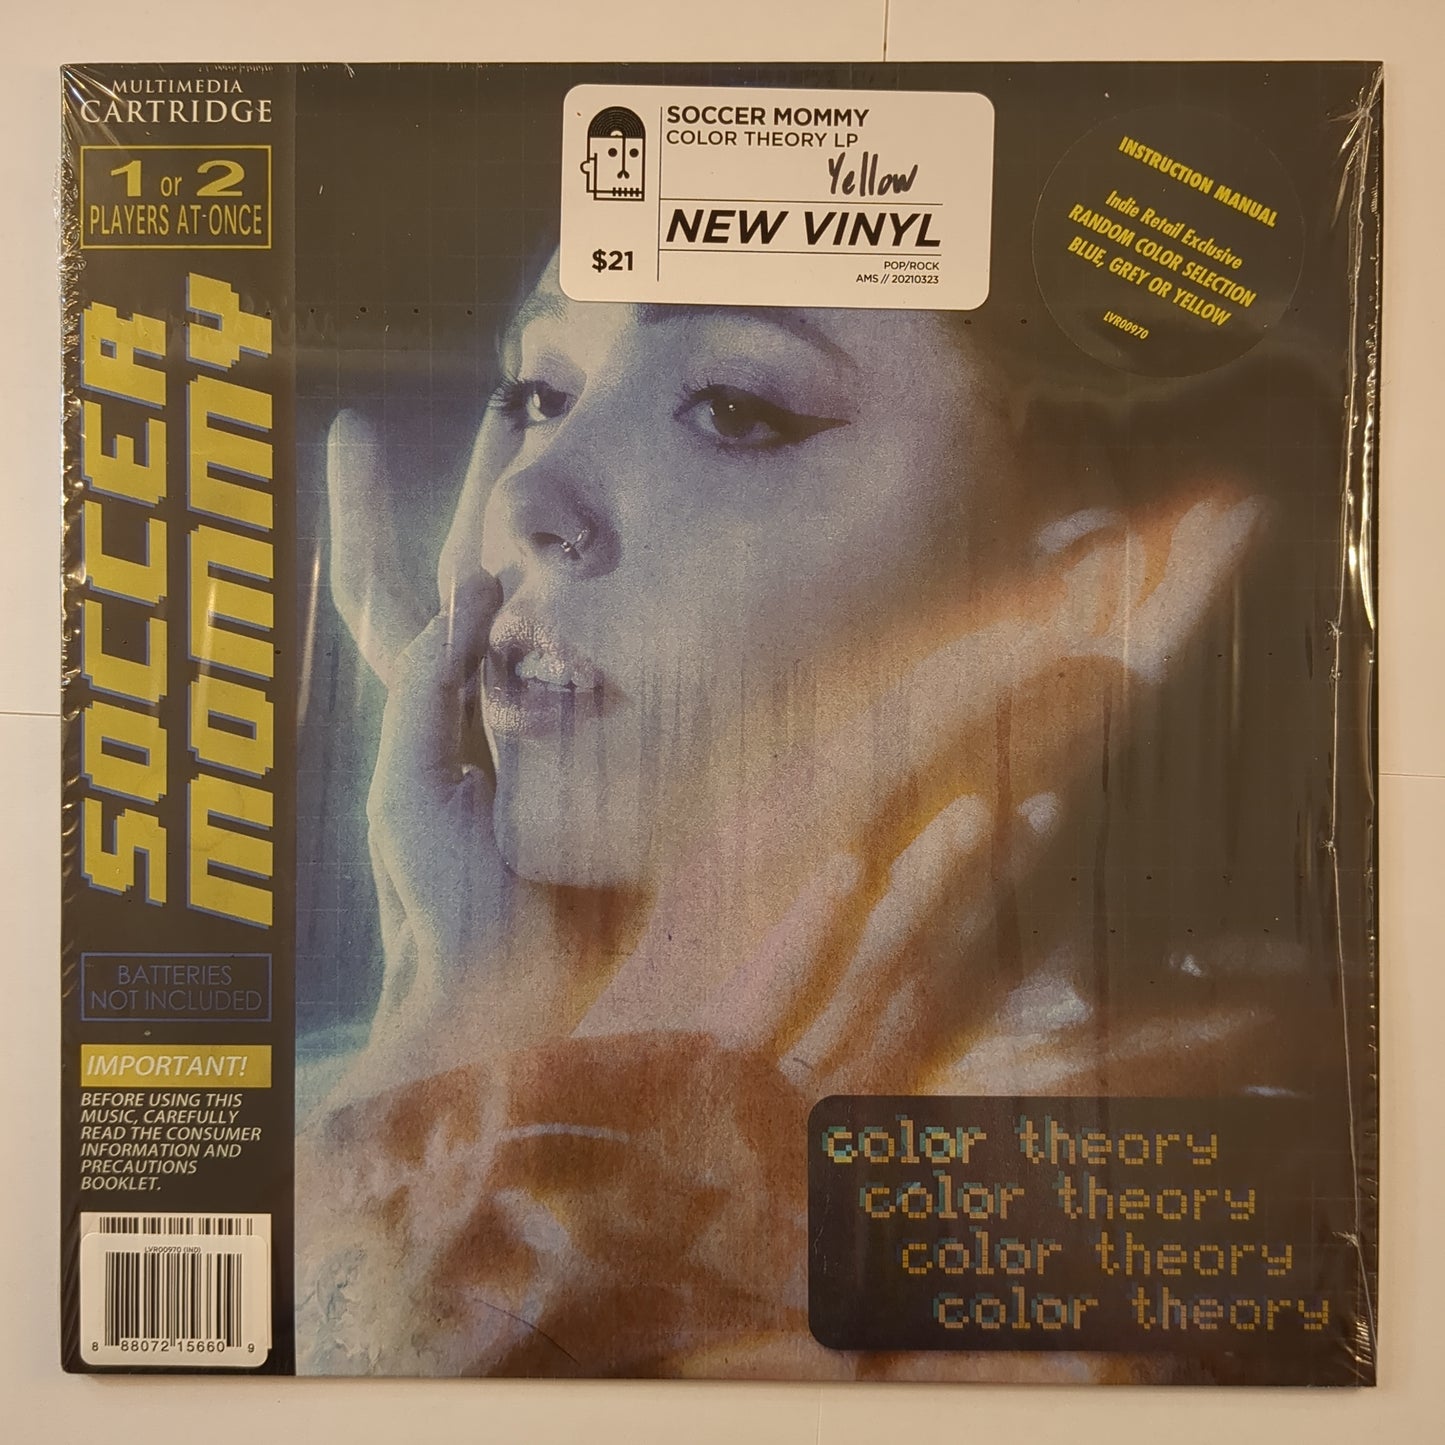 MULTIMEDIA
CARTRIDGE
1 or 2
PLAYERS AT ONCE
SOCCER
MOMMY
BATTERIES
NOT INCLUDED
IMPORTANT!
BEFORE USING THIS
MUSIC, CAREFULLY
READ THE CONSUMER
INFORMATION AND
PRECAUTIONS
BOOKLET.
LVR00970 (IND)
8 88072 15660 9
SOCCER MOMMY
COLOR THEORY LP
Yellow
NEW VINYL
$21
POP/ROCK
AMS // 20210323
INSTRUCTION MANUAL
Indie Retail Exclusive
RANDOM COLOR SELECTION
BLUE, GREY OR YELLOW
LVR00970
color theory
color theory
color theory
color theory